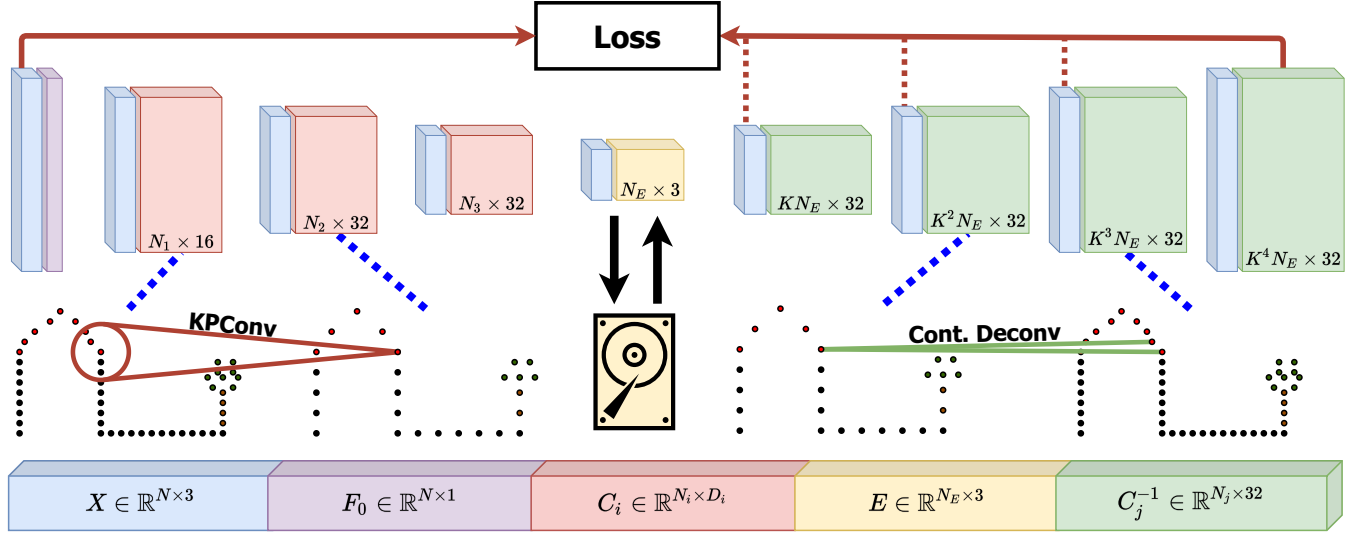 Loss
N_1 × 16
N_2 × 32
N_3 × 32
N_E × 3
KN_E × 32
K^2N_E × 32
K^3N_E × 32
K^4N_E × 32
KPConv
Cont. Deconv
X ∈ ℝ^{N×3}
F_0 ∈ ℝ^{N×1}
C_i ∈ ℝ^{N_i×D_i}
E ∈ ℝ^{N_E×3}
C_j^{-1} ∈ ℝ^{N_j×32}